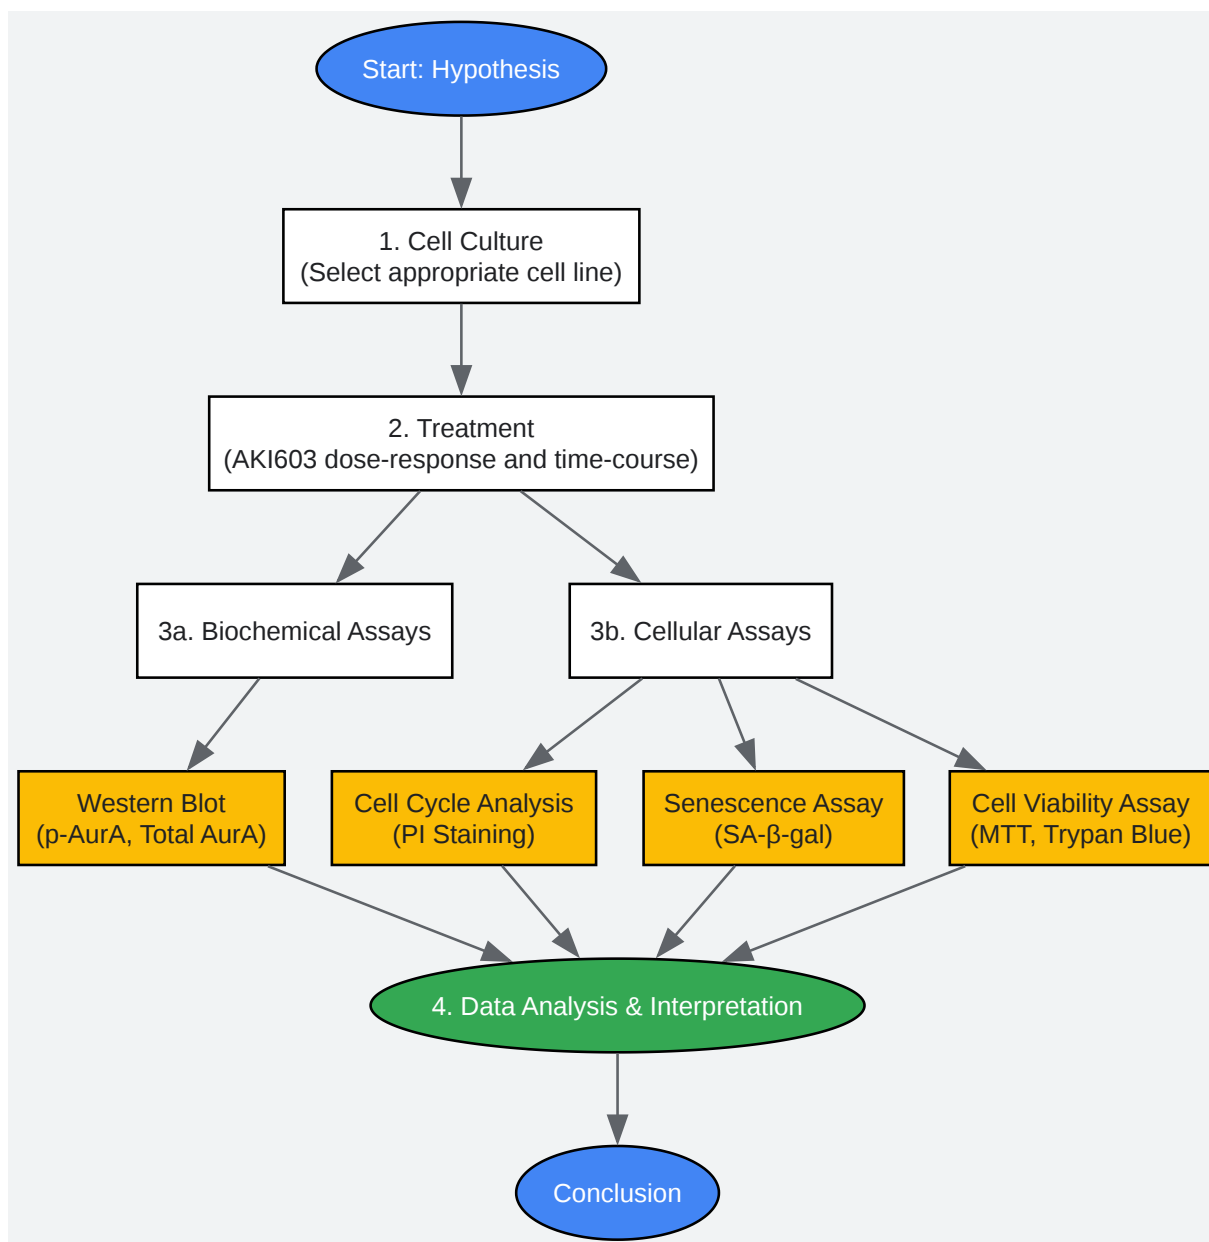 Start: Hypothesis
1. Cell Culture
(Select appropriate cell line)
2. Treatment
(AKI603 dose-response and time-course)
3a. Biochemical Assays
3b. Cellular Assays
Western Blot
(p-AurA, Total AurA)
Cell Cycle Analysis
(PI Staining)
Senescence Assay
(SA-β-gal)
Cell Viability Assay
(MTT, Trypan Blue)
4. Data Analysis & Interpretation
Conclusion